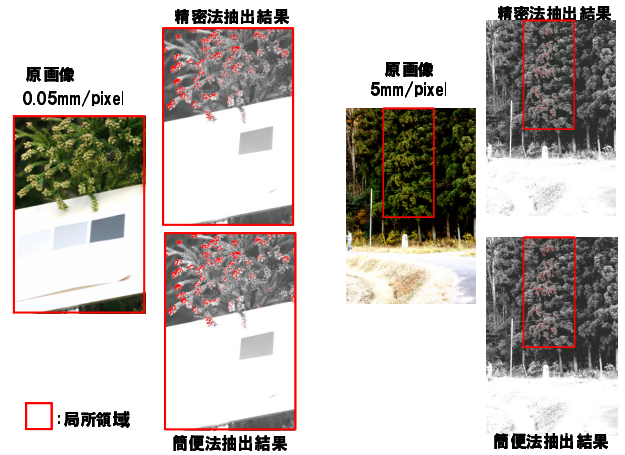 精密法抽出結果
原画像
0.05mm/pixel
簡便法抽出結果
:局所領域
精密法抽出結果
原画像
5mm/pixel
簡便法抽出結果